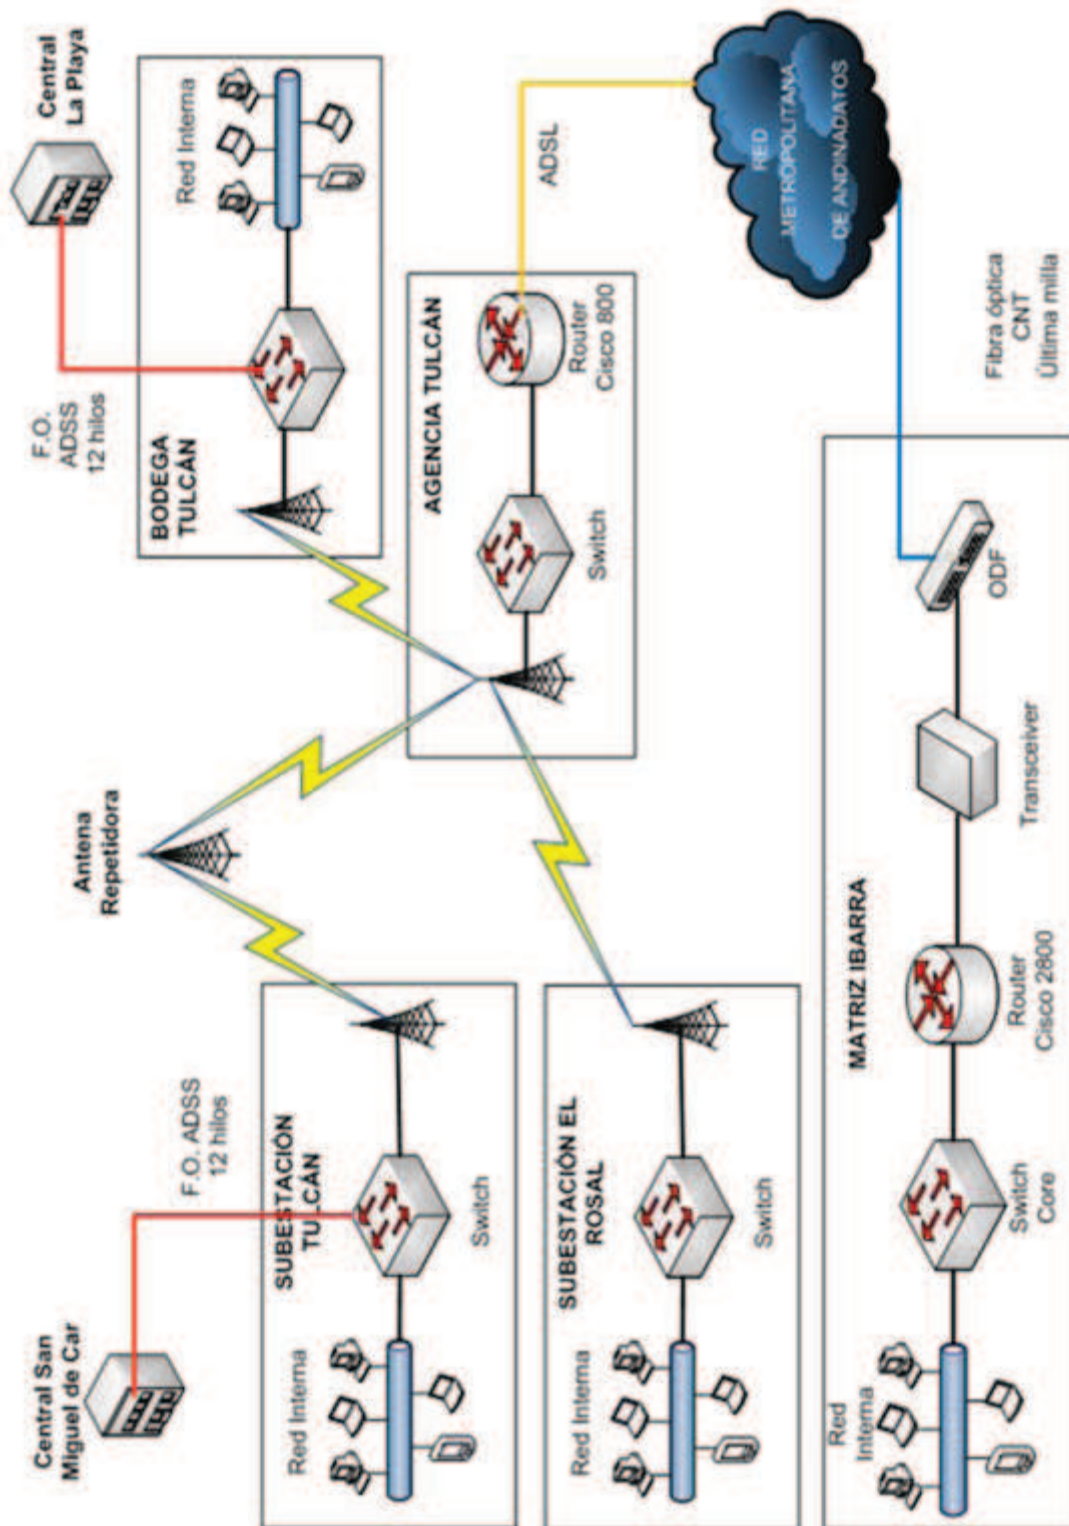 Central San
Miguel de Car
F.O. ADSS
12 hilos
Antena
Repetidora
F.O.
ADSS
12 hilos
Central
La Playa
SUBESTACIÓN
TULCÁN
Red Interna
Switch
BODEGA
TULCÁN
Red Interna
SUBESTACIÓN EL
ROSAL
Red Interna
Switch
AGENCIA TULCÁN
Switch
Router
Cisco 800
ADSL
RED
METROPOLITANA
DE ANDINADATOS
MATRIZ IBARRA
Red
Interna
Switch
Core
Router
Cisco 2800
Transceiver
ODF
Fibra óptica
CNT
Última milla